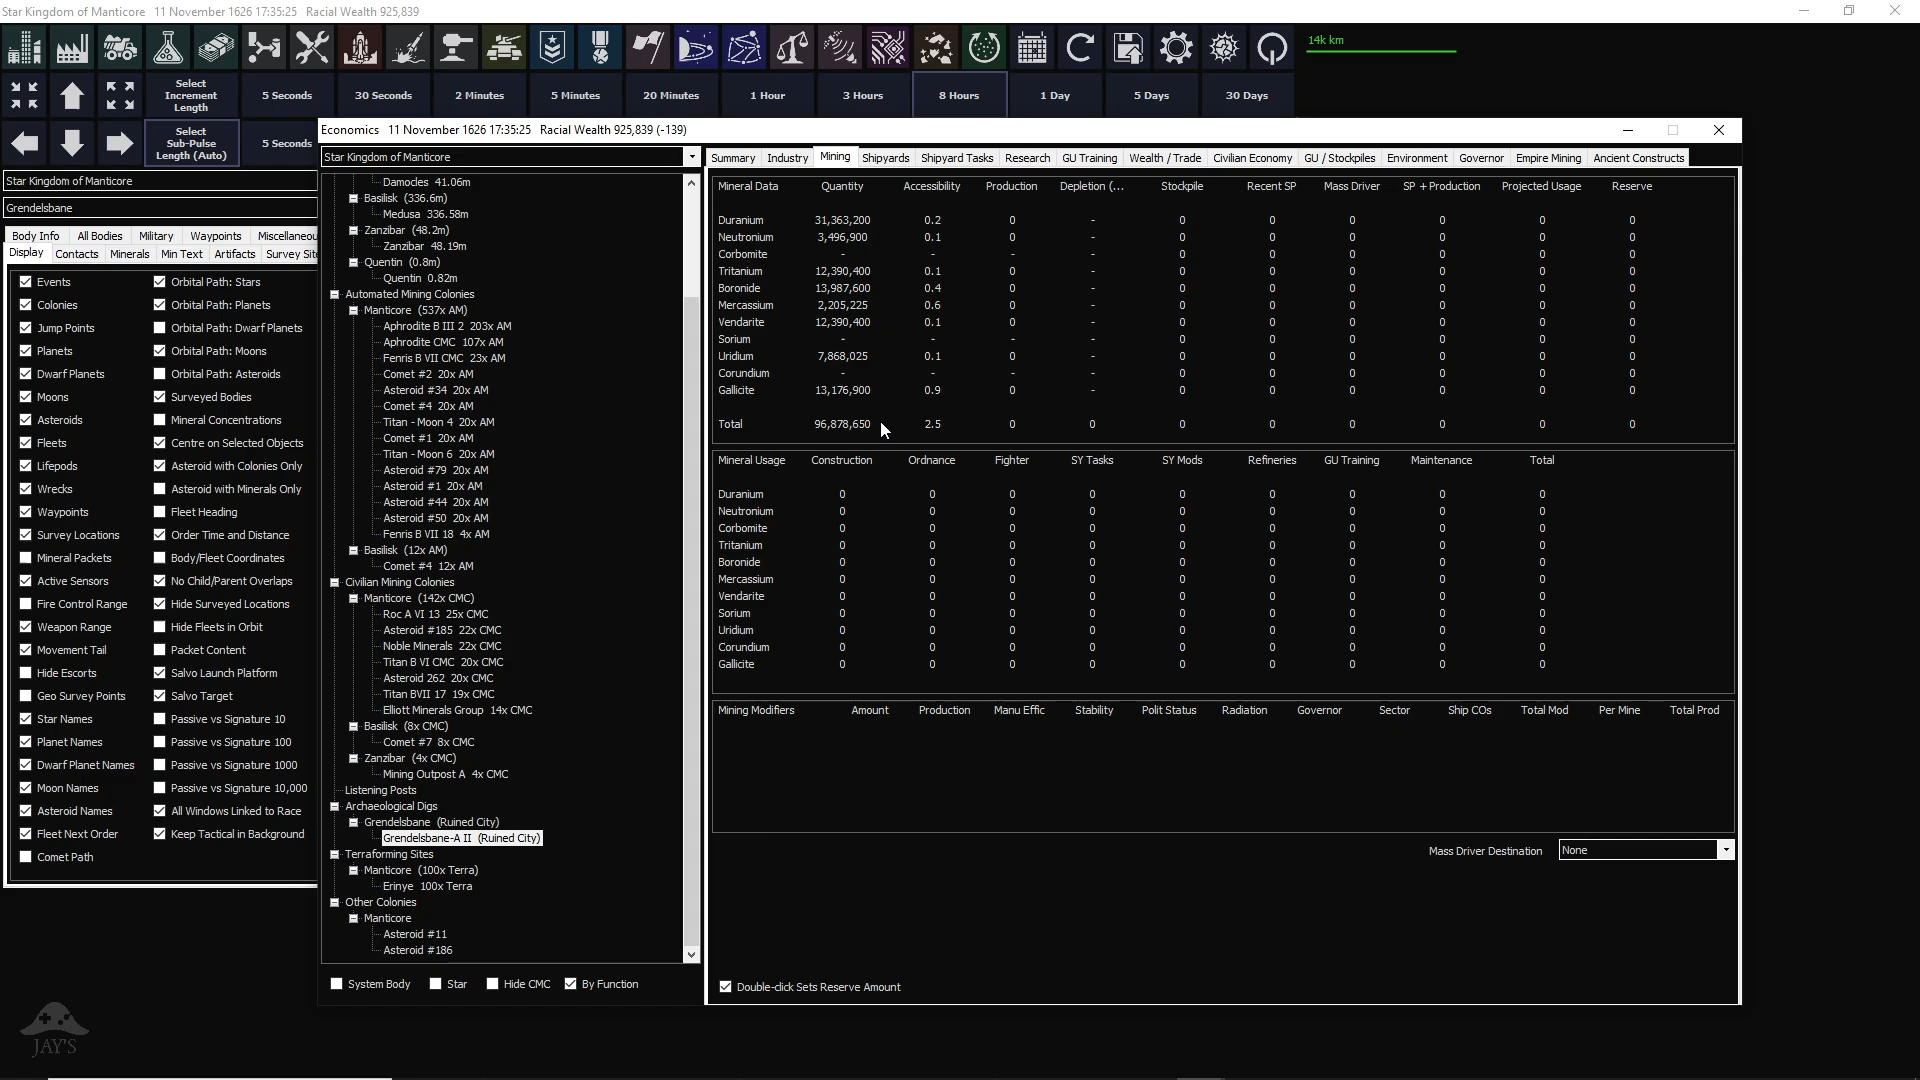 Star Kingdom of Manticore 11 November 1626 17:35:25 Racial Wealth 925,839
14k km
Select Increment Length
5 Seconds 30 Seconds 2 Minutes 5 Minutes 20 Minutes 1 Hour 3 Hours 8 Hours 1 Day 5 Days 30 Days
Select Sub-Pulse Length (Auto)
5 Seconds
Star Kingdom of Manticore
Grendelsbane
Body Info All Bodies Military Waypoints Miscellaneou
Display Contacts Minerals Min Text Artifacts Survey Site
Events Orbital Path: Stars
Colonies Orbital Path: Planets
Jump Points Orbital Path: Dwarf Planets
Planets Orbital Path: Moons
Dwarf Planets Orbital Path: Asteroids
Moons Surveyed Bodies
Asteroids Mineral Concentrations
Fleets Centre on Selected Objects
Lifepods Asteroid with Colonies Only
Wrecks Asteroid with Minerals Only
Waypoints Fleet Heading
Survey Locations Order Time and Distance
Mineral Packets Body/Fleet Coordinates
Active Sensors No Child/Parent Overlaps
Fire Control Range Hide Surveyed Locations
Weapon Range Hide Fleets in Orbit
Movement Tail Packet Content
Hide Escorts Salvo Launch Platform
Geo Survey Points Salvo Target
Star Names Passive vs Signature 10
Planet Names Passive vs Signature 100
Dwarf Planet Names Passive vs Signature 1000
Moon Names Passive vs Signature 10,000
Asteroid Names All Windows Linked to Race
Fleet Next Order Keep Tactical in Background
Comet Path
JAY'S
Economics 11 November 1626 17:35:25 Racial Wealth 925,839 (-139)
Star Kingdom of Manticore
Damocles 41.06m
Basilisk (336.6m)
Medusa 336.58m
Zanzibar (48.2m)
Zanzibar 48.19m
Quentin (0.8m)
Quentin 0.82m
Automated Mining Colonies
Manticore (537x AM)
Aphrodite B III 2 203x AM
Aphrodite CMC 107x AM
Fenris B VII CMC 23x AM
Comet #2 20x AM
Asteroid #34 20x AM
Comet #4 20x AM
Titan - Moon 4 20x AM
Comet #1 20x AM
Titan - Moon 6 20x AM
Asteroid #79 20x AM
Asteroid #1 20x AM
Asteroid #44 20x AM
Asteroid #50 20x AM
Fenris B VII 18 4x AM
Basilisk (12x AM)
Comet #4 12x AM
Civilian Mining Colonies
Manticore (142x CMC)
Roc A VI 13 25x CMC
Asteroid #185 22x CMC
Noble Minerals 22x CMC
Titan B VI CMC 20x CMC
Asteroid 262 20x CMC
Titan BVII 17 19x CMC
Elliott Minerals Group 14x CMC
Basilisk (8x CMC)
Comet #7 8x CMC
Zanzibar (4x CMC)
Mining Outpost A 4x CMC
Listening Posts
Archaeological Digs
Grendelsbane (Ruined City)
Grendelsbane-A II (Ruined City)
Terraforming Sites
Manticore (100x Terra)
Erinye 100x Terra
Other Colonies
Manticore
Asteroid #11
Asteroid #186
System Body Star Hide CMC By Function
Summary Industry Mining Shipyards Shipyard Tasks Research GU Training Wealth / Trade Civilian Economy GU / Stockpiles Environment Governor Empire Mining Ancient Constructs
Mineral Data Quantity Accessibility Production Depletion (... Stockpile Recent SP Mass Driver SP + Production Projected Usage Reserve
Duranium 31,363,200 0.2 0 - 0 0 0 0 0 0
Neutronium 3,496,900 0.1 0 - 0 0 0 0 0 0
Corbomite - - 0 - 0 0 0 0 0 0
Tritanium 12,390,400 0.1 0 - 0 0 0 0 0 0
Boronide 13,987,600 0.4 0 - 0 0 0 0 0 0
Mercassium 2,205,225 0.6 0 - 0 0 0 0 0 0
Vendarite 12,390,400 0.1 0 - 0 0 0 0 0 0
Sorium - - 0 - 0 0 0 0 0 0
Uridium 7,868,025 0.1 0 - 0 0 0 0 0 0
Corundium - - 0 - 0 0 0 0 0 0
Gallicite 13,176,900 0.9 0 - 0 0 0 0 0 0
Total 96,878,650 2.5 0 0 0 0 0 0 0 0
Mineral Usage Construction Ordnance Fighter SY Tasks SY Mods Refineries GU Training Maintenance Total
Duranium 0 0 0 0 0 0 0 0 0
Neutronium 0 0 0 0 0 0 0 0 0
Corbomite 0 0 0 0 0 0 0 0 0
Tritanium 0 0 0 0 0 0 0 0 0
Boronide 0 0 0 0 0 0 0 0 0
Mercassium 0 0 0 0 0 0 0 0 0
Vendarite 0 0 0 0 0 0 0 0 0
Sorium 0 0 0 0 0 0 0 0 0
Uridium 0 0 0 0 0 0 0 0 0
Corundium 0 0 0 0 0 0 0 0 0
Gallicite 0 0 0 0 0 0 0 0 0
Mining Modifiers Amount Production Manu Effic Stability Polit Status Radiation Governor Sector Ship COs Total Mod Per Mine Total Prod
Mass Driver Destination None
Double-click Sets Reserve Amount